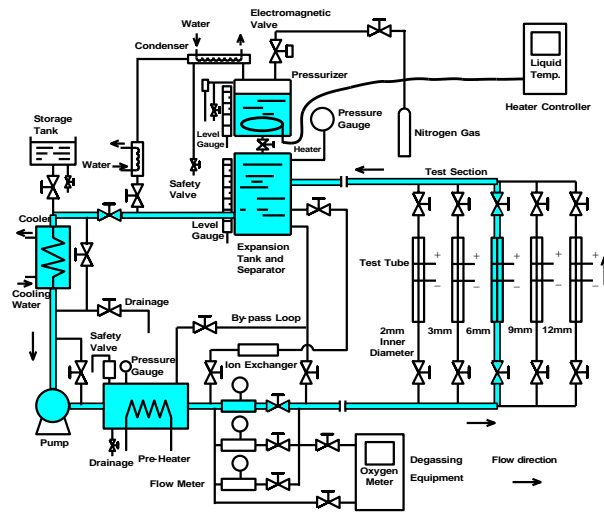 Electromagnetic
Valve
Water
Condenser
Pressurizer
Liquid
Temp.
Heater Controller
Storage
Tank
Pressure
Gauge
Nitrogen Gas
Level
Gauge
Heater
Water
Safety
Valve
Test Section
Cooler
Level
Gauge
Expansion
Tank and
Separator
Test Tube
+ + + + +
− − − − −
Cooling
Water
Drainage
2mm 3mm 6mm 9mm 12mm
Inner
Diameter
By-pass Loop
Safety
Valve
Pressure
Gauge
Ion Exchanger
Pump
Drainage
Pre-Heater
Flow Meter
Oxygen
Meter
Degassing
Equipment
Flow direction